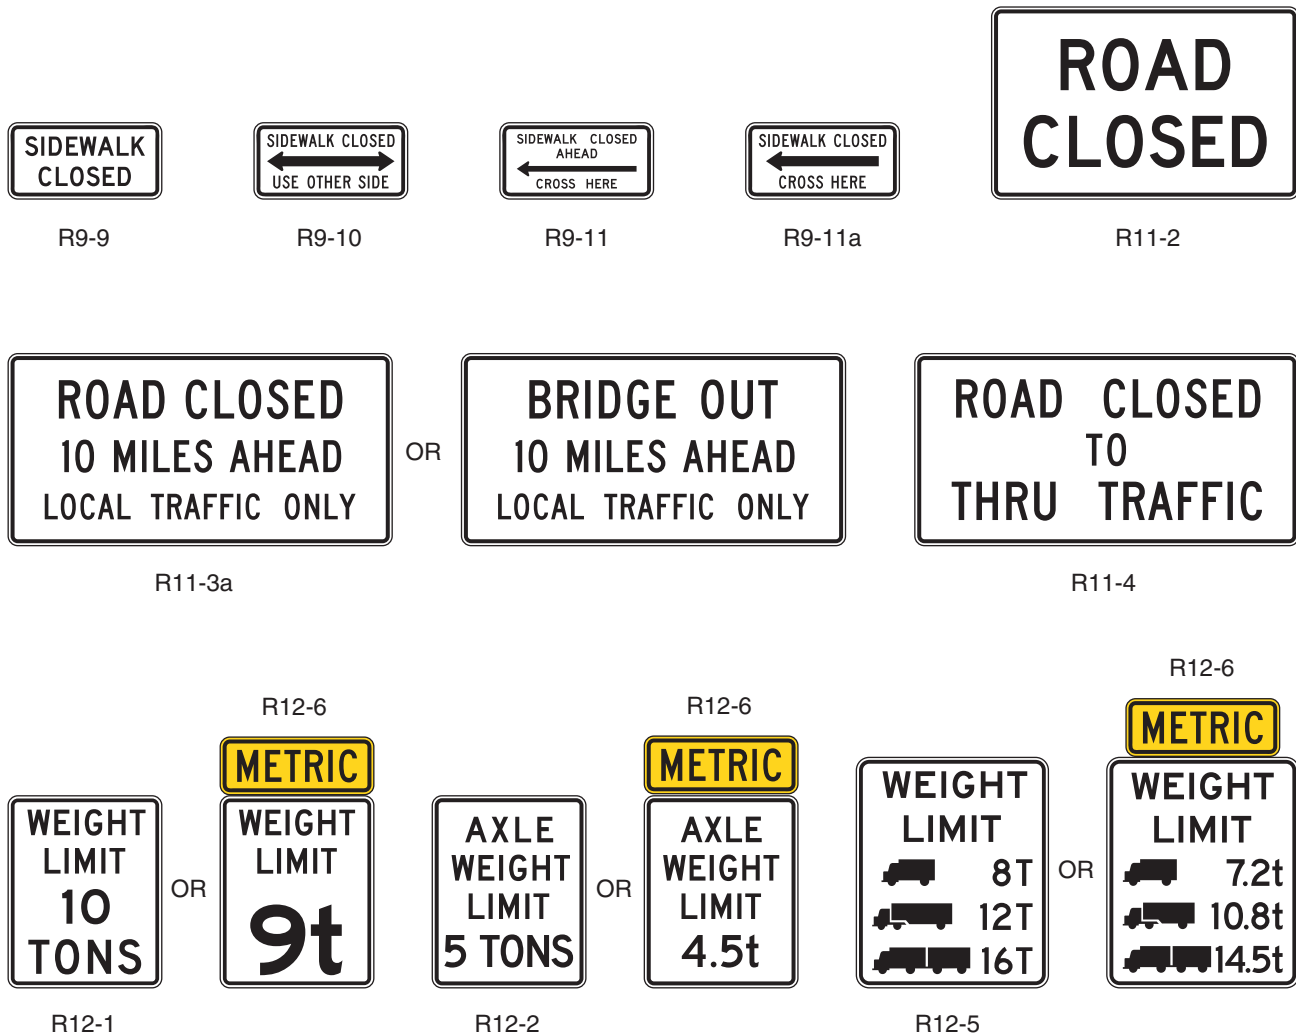 SIDEWALK
CLOSED
R9-9
SIDEWALK CLOSED
USE OTHER SIDE
R9-10
SIDEWALK CLOSED
AHEAD
CROSS HERE
R9-11
SIDEWALK CLOSED
CROSS HERE
R9-11a
ROAD
CLOSED
R11-2
ROAD CLOSED
10 MILES AHEAD
LOCAL TRAFFIC ONLY
R11-3a
OR
BRIDGE OUT
10 MILES AHEAD
LOCAL TRAFFIC ONLY
ROAD CLOSED
TO
THRU TRAFFIC
R11-4
WEIGHT
LIMIT
10
TONS
R12-1
OR
R12-6
METRIC
WEIGHT
LIMIT
9t
AXLE
WEIGHT
LIMIT
5 TONS
R12-2
OR
R12-6
METRIC
AXLE
WEIGHT
LIMIT
4.5t
WEIGHT
LIMIT
8T
12T
16T
R12-5
OR
R12-6
METRIC
WEIGHT
LIMIT
7.2t
10.8t
14.5t